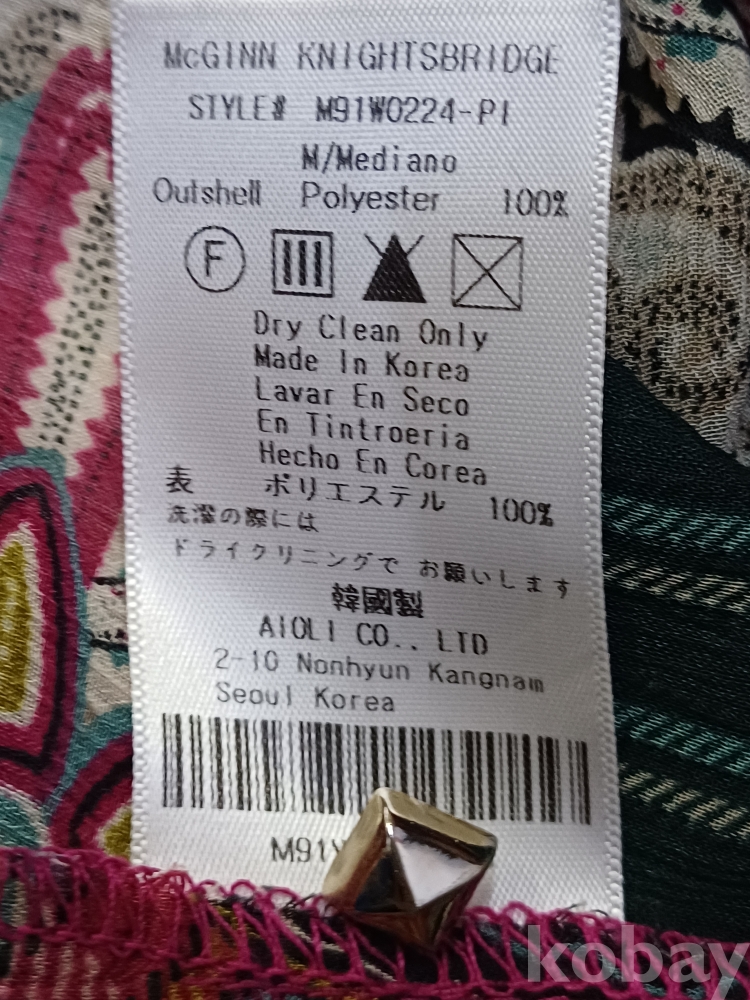 McGINN KNIGHTSBRIDGE
STYLE# M91W0224-PI
M/Mediano
Outshell Polyester 100%
F
Dry Clean Only
Made In Korea
Lavar En Seco
En Tintroeria
Hecho En Corea
表 ポリエステル 100%
洗濯の際には
ドライクリニングで お願いします
韓國製
AIOLI CO., LTD
2-10 Nonhyun Kangnam
Seoul Korea
M91
kobay